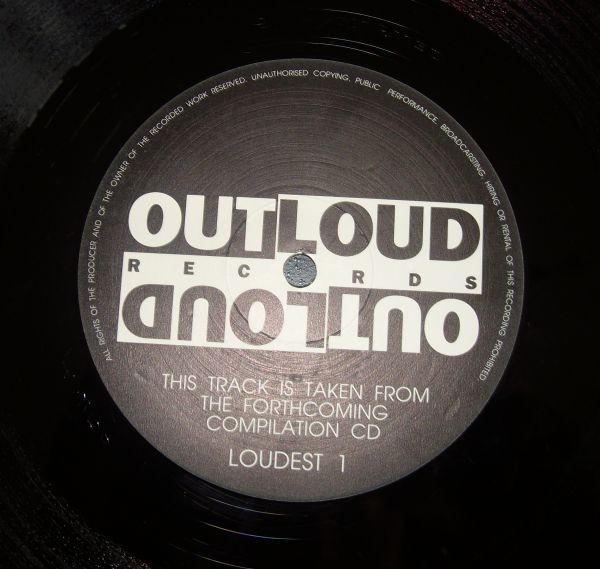 ALL RIGHTS OF THE PRODUCER AND OF THE OWNER OF THE RECORDED WORK RESERVED. UNAUTHORISED COPYING, PUBLIC PERFORMANCE, BROADCARSTING, HIRING OR RENTAL OF THIS RECORDING PROHIBITED
OUTLOUD
RECRDS
OUTLOUD
THIS TRACK IS TAKEN FROM
THE FORTHCOMING
COMPILATION CD
LOUDEST 1